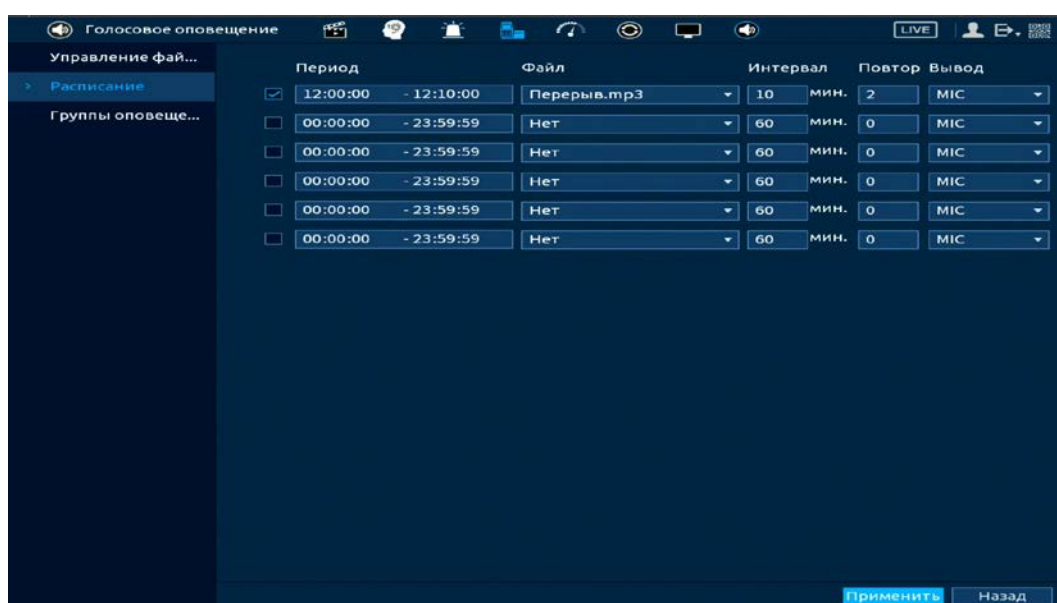 Голосовое оповещение LIVE
Управление фай...
Расписание
Группы оповеще...
Период Файл Интервал Повтор Вывод
12:00:00 - 12:10:00 Перерыв.mp3 10 мин. 2 MIC
00:00:00 - 23:59:59 Нет 60 мин. 0 MIC
00:00:00 - 23:59:59 Нет 60 мин. 0 MIC
00:00:00 - 23:59:59 Нет 60 мин. 0 MIC
00:00:00 - 23:59:59 Нет 60 мин. 0 MIC
00:00:00 - 23:59:59 Нет 60 мин. 0 MIC
Применить Назад